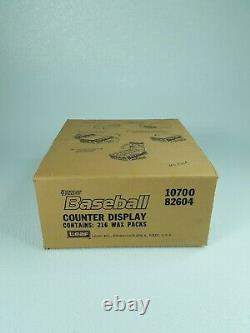 Donruss
Baseball
COUNTER DISPLAY
CONTAINS: 216 WAX PACKS
Leaf
10700
82604